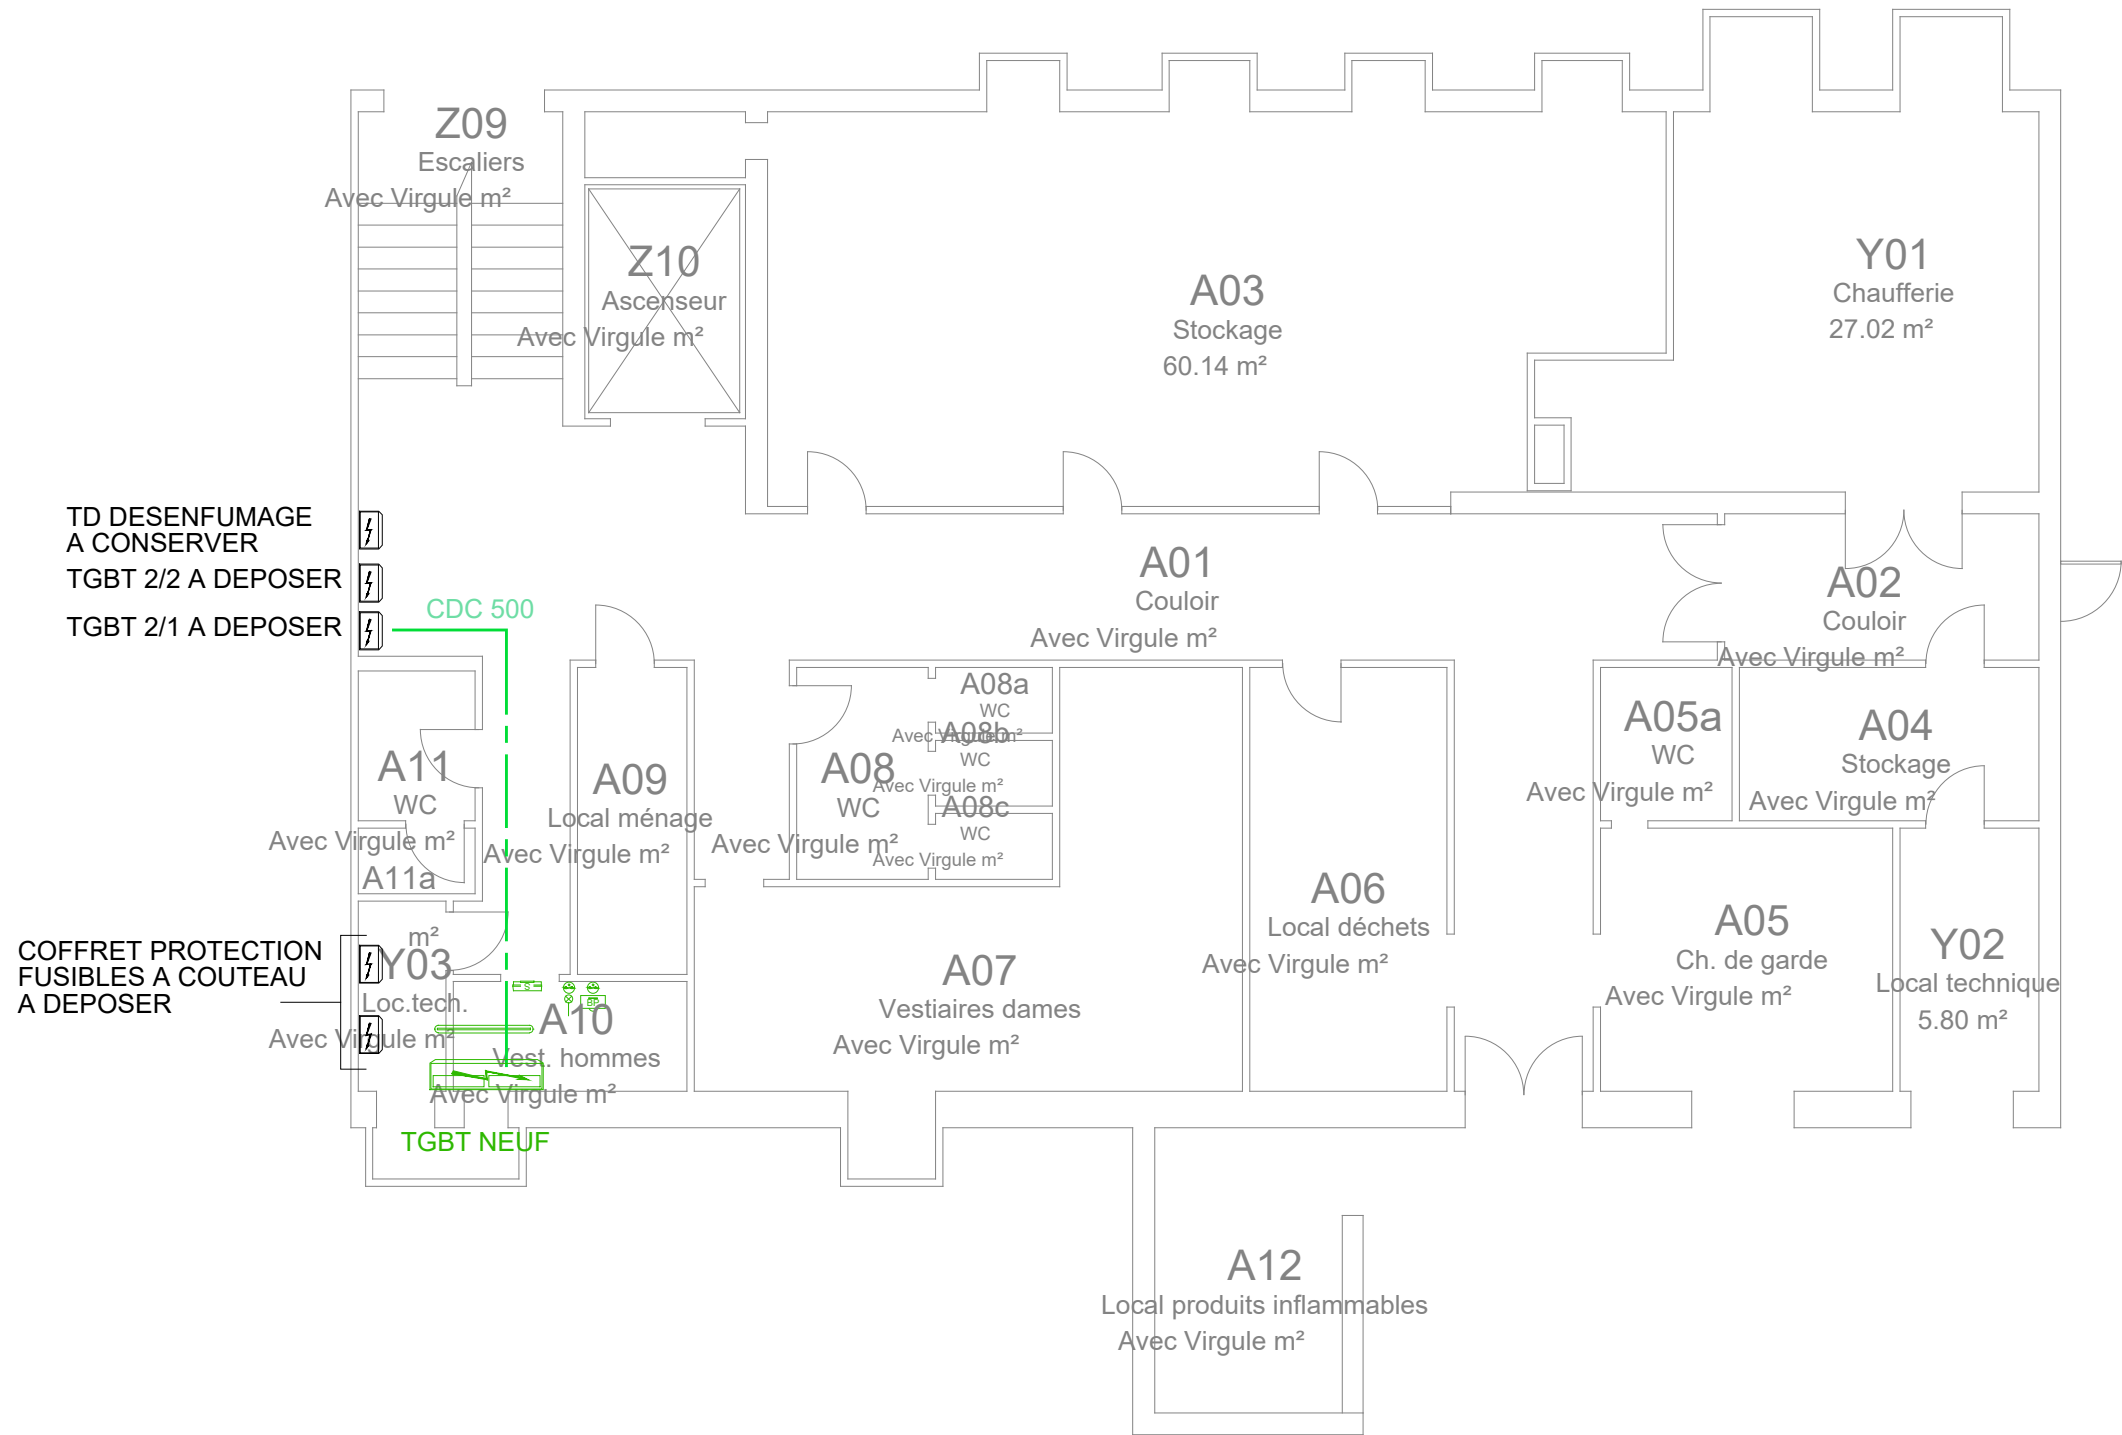 Z09
Escaliers
Avec Virgule m²
Z10
Ascenseur
Avec Virgule m²
A03
Stockage
60.14 m²
Y01
Chaufferie
27.02 m²
TD DESENFUMAGE
A CONSERVER
TGBT 2/2 A DEPOSER
TGBT 2/1 A DEPOSER
CDC 500
A01
Couloir
Avec Virgule m²
A02
Couloir
Avec Virgule m²
A11
WC
Avec Virgule m²
A11a
m²
A09
Local ménage
Avec Virgule m²
A08
WC
Avec Virgule m²
A08a
WC
Avec Virgule m²
A08b
WC
Avec Virgule m²
A08c
WC
Avec Virgule m²
A05a
WC
Avec Virgule m²
A04
Stockage
Avec Virgule m²
COFFRET PROTECTION
FUSIBLES A COUTEAU
A DEPOSER
Y03
Loc.tech.
Avec Virgule m²
S
BP
A10
Vest. hommes
Avec Virgule m²
TGBT NEUF
A07
Vestiaires dames
Avec Virgule m²
A06
Local déchets
Avec Virgule m²
A05
Ch. de garde
Avec Virgule m²
Y02
Local technique
5.80 m²
A12
Local produits inflammables
Avec Virgule m²